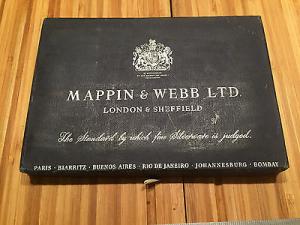 MAPPIN & WEBB LTD.
LONDON & SHEFFIELD
The Standard by which fine Silverware is judged.
PARIS · BIARRITZ · BUENOS AIRES · RIO DE JANEIRO · JOHANNESBURG · BOMBAY